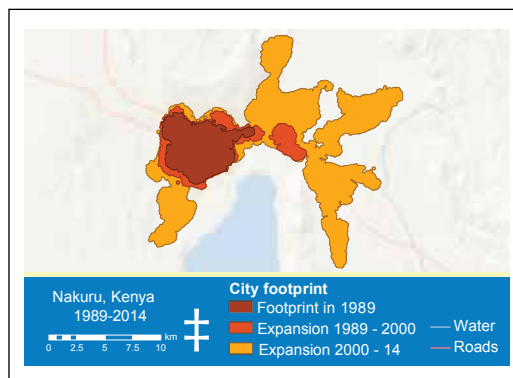 Nakuru, Kenya
1989-2014
km
0 2.5 5 7.5 10
City footprint
Footprint in 1989
Expansion 1989 - 2000
Expansion 2000 - 14
Water
Roads